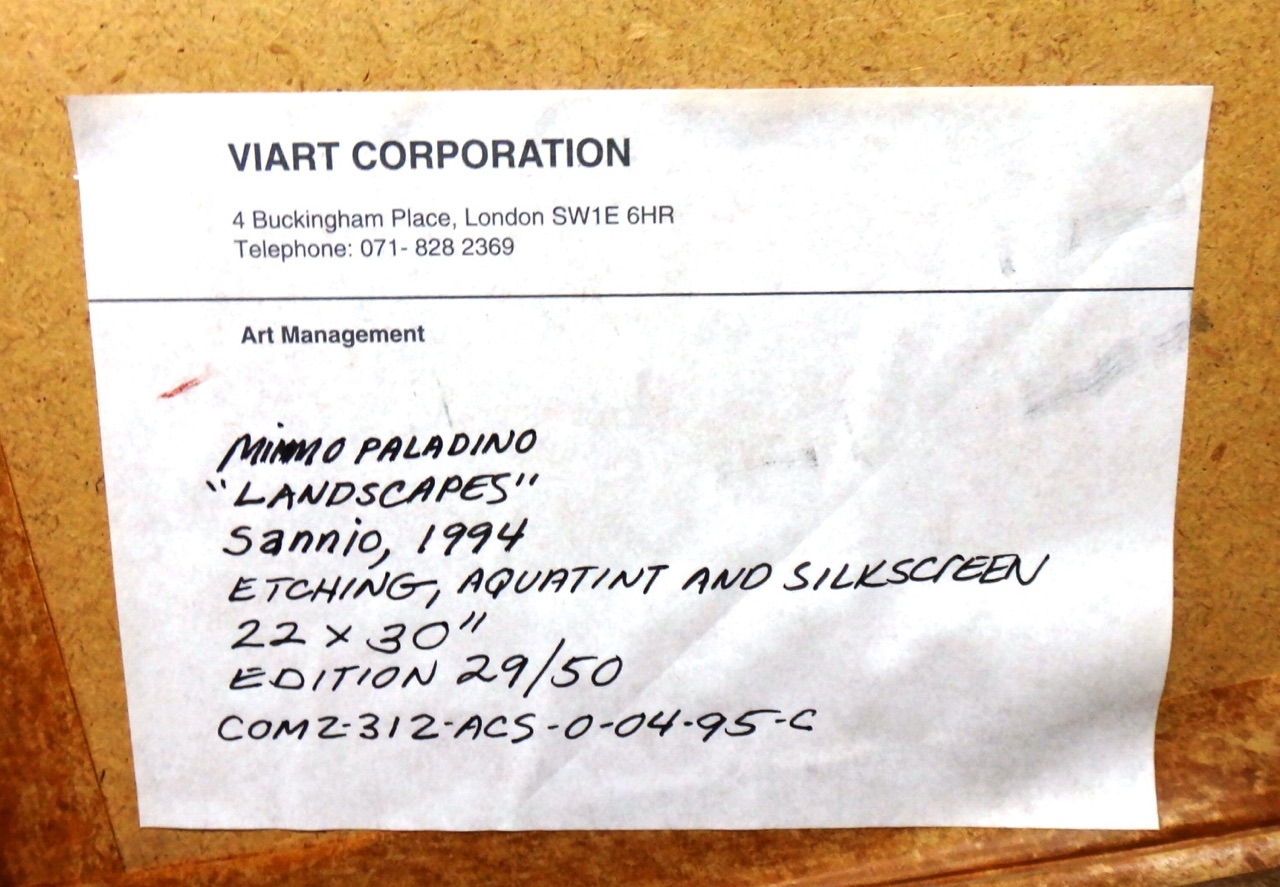 VIART CORPORATION
4 Buckingham Place, London SW1E 6HR
Telephone: 071- 828 2369
Art Management
MIMMO PALADINO
"LANDSCAPES"
Sannio, 1994
ETCHING, AQUATINT AND SILKSCREEN
22 x 30"
EDITION 29/50
COM2-312-ACS-0-04-95-C